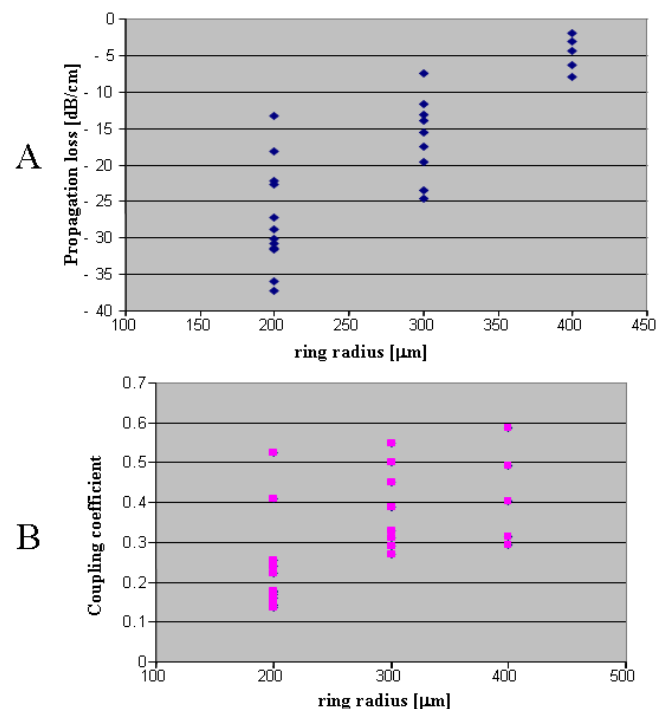 A
Propagation loss [dB/cm]
0
- 5
- 10
- 15
- 20
- 25
- 30
- 35
- 40
100 150 200 250 300 350 400 450
ring radius [μm]
B
Coupling coefficient
0.7
0.6
0.5
0.4
0.3
0.2
0.1
0
100 200 300 400 500
ring radius [μm]